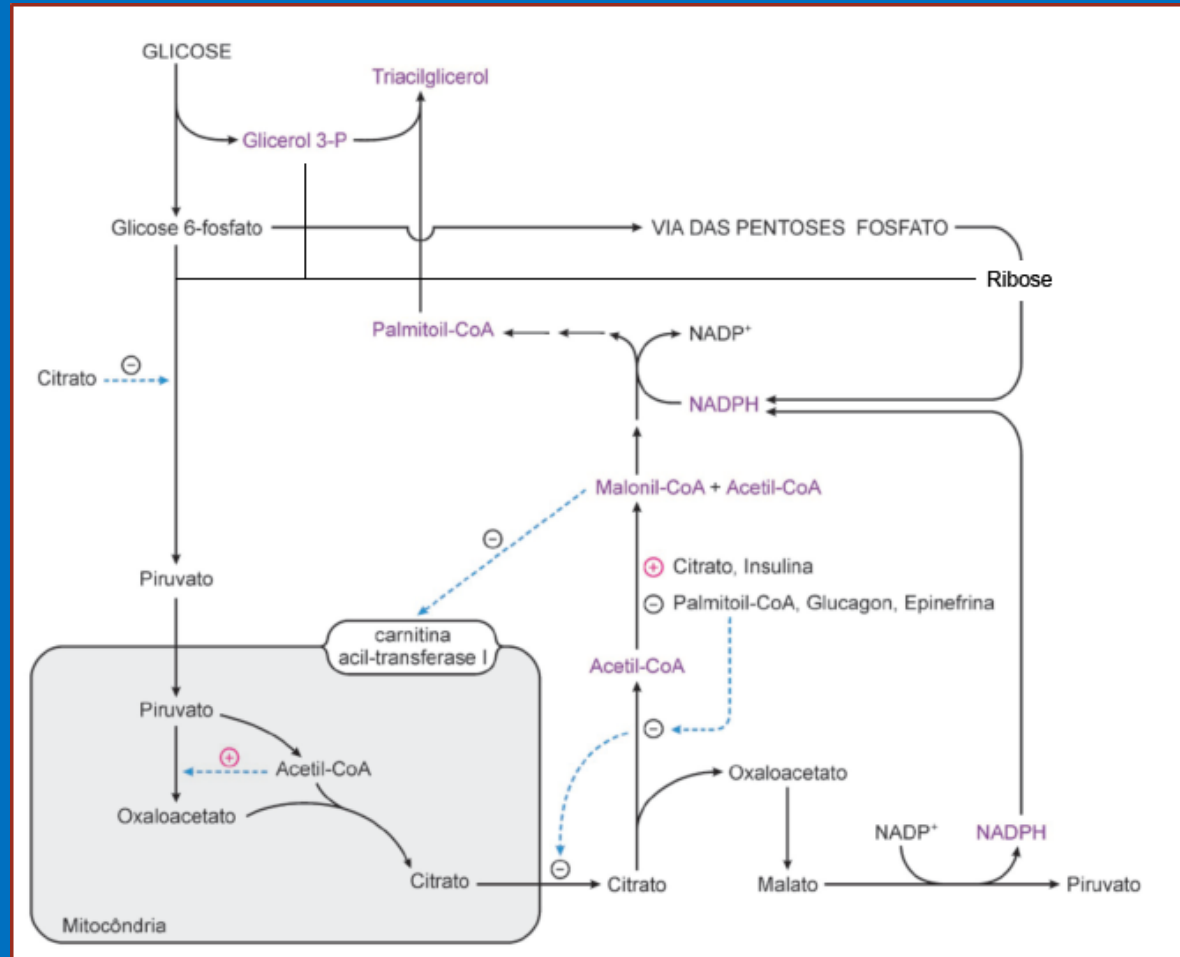 GLICOSE
Triacilglicerol
Glicerol 3-P
Glicose 6-fosfato
VIA DAS PENTOSES FOSFATO
Ribose
Palmitoil-CoA
NADP⁺
Citrato
−
NADPH
Malonil-CoA + Acetil-CoA
−
+ Citrato, Insulina
Piruvato
− Palmitoil-CoA, Glucagon, Epinefrina
carnitina
acil-transferase I
Acetil-CoA
Piruvato
−
+
Acetil-CoA
Oxaloacetato
Oxaloacetato
NADP⁺
NADPH
−
Citrato
Citrato
Malato
Piruvato
Mitocôndria